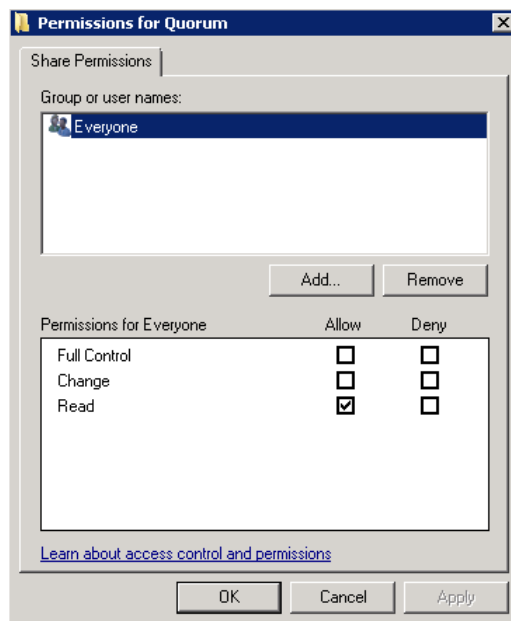 Permissions for Quorum
Share Permissions
Group or user names:
Everyone
Add... Remove
Permissions for Everyone Allow Deny
Full Control
Change
Read
Learn about access control and permissions
OK Cancel Apply